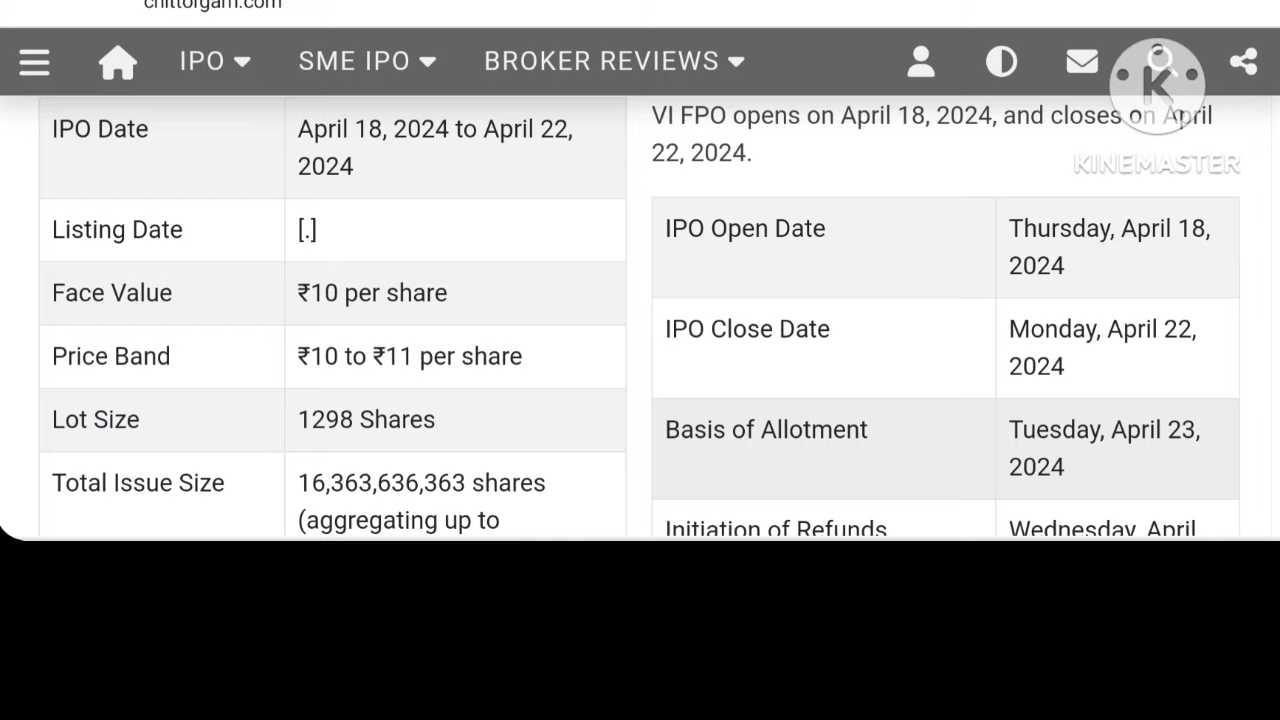 chittorgarh.com
IPO
SME IPO
BROKER REVIEWS
K
KINEMASTER
IPO Date
April 18, 2024 to April 22,
2024
Listing Date
[.]
Face Value
₹10 per share
Price Band
₹10 to ₹11 per share
Lot Size
1298 Shares
Total Issue Size
16,363,636,363 shares
(aggregating up to
VI FPO opens on April 18, 2024, and closes on April
22, 2024.
IPO Open Date
Thursday, April 18,
2024
IPO Close Date
Monday, April 22,
2024
Basis of Allotment
Tuesday, April 23,
2024
Initiation of Refunds
Wednesday, April